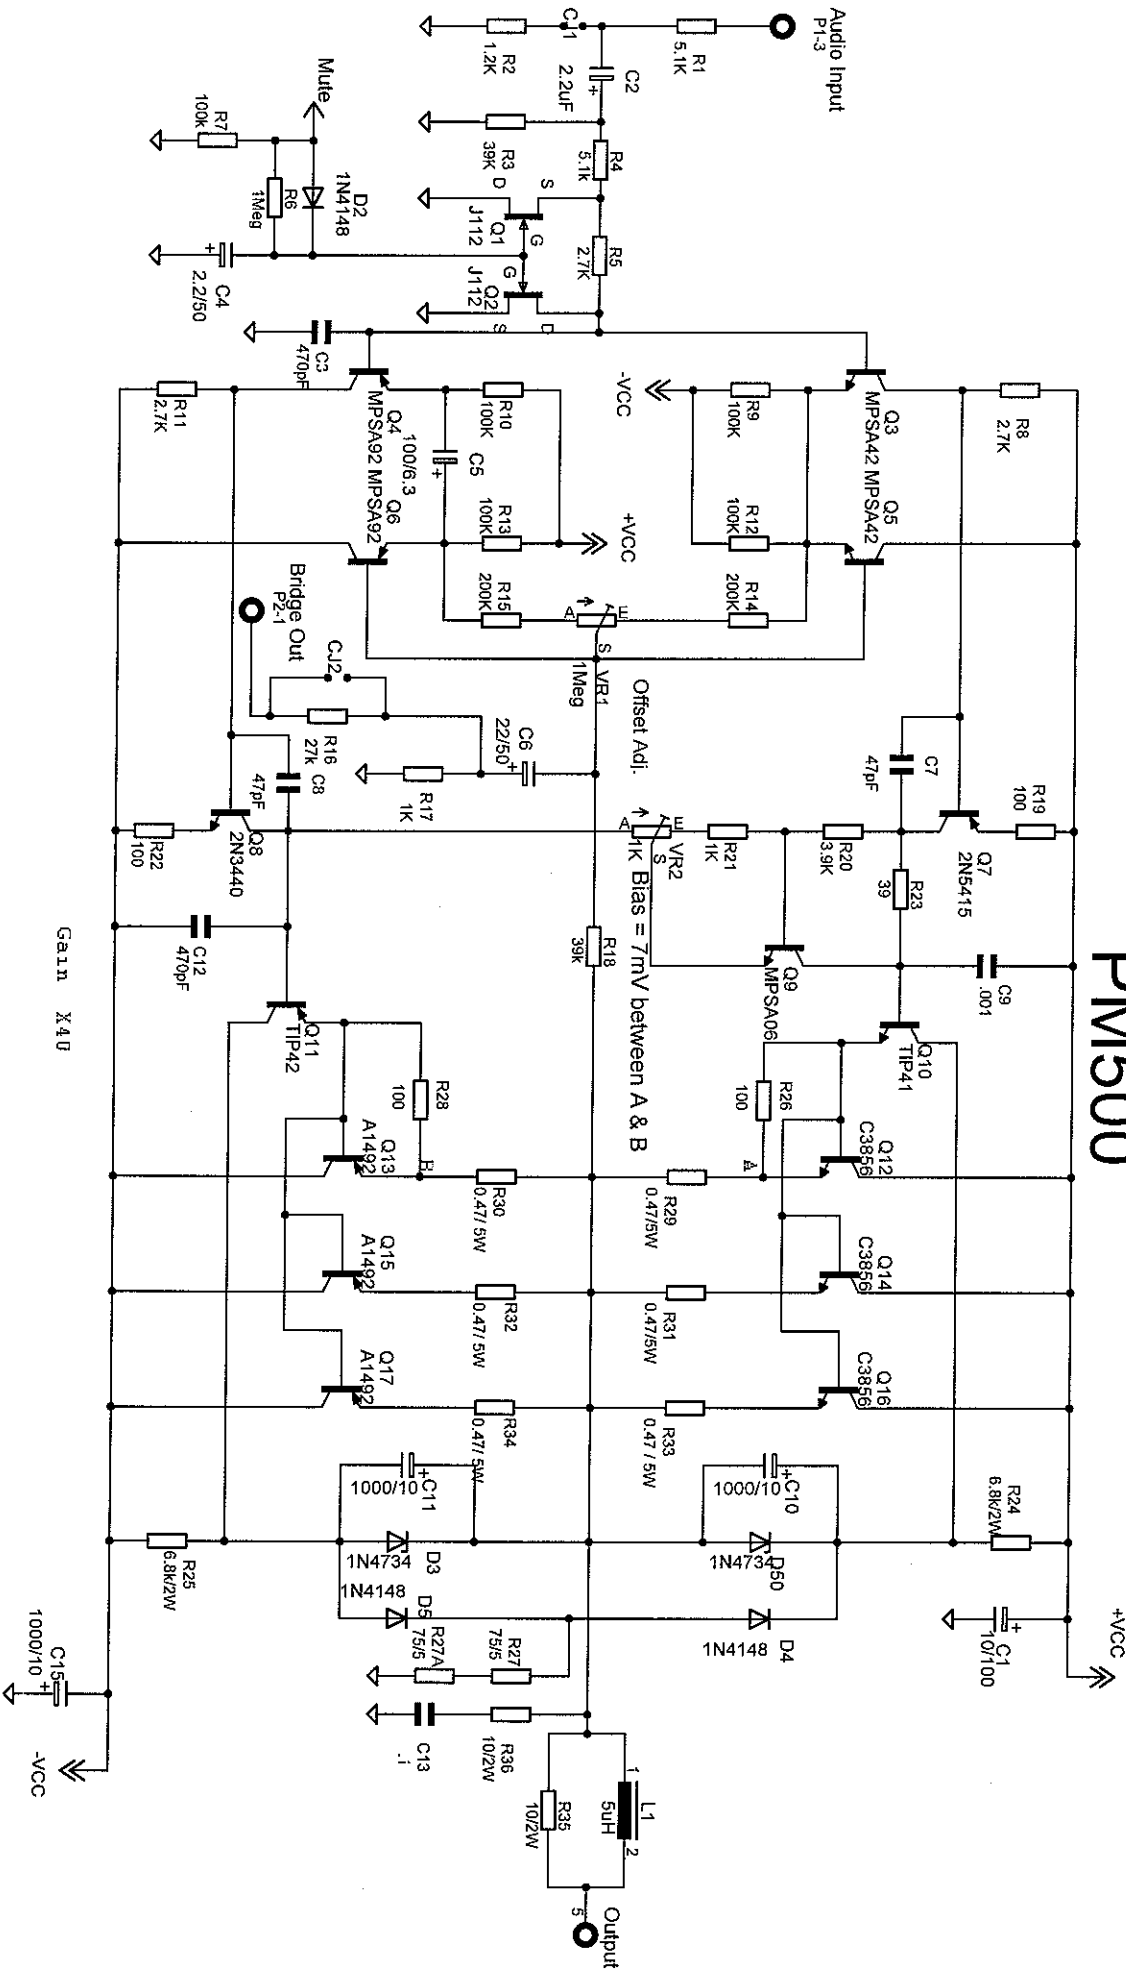 PM500
Audio Input
P1-3
R1
5.1K
CJ1
R2
1.2K
C2
2.2uF
+
R3
39K
R4
5.1k
S
D
Q1
J112
G
R5
2.7K
G
Q2
J112
D
S
Mute
R7
100k
R6
1Meg
D2
1N4148
C4
2.2/50
+
C3
470pF
R11
2.7K
Q4
MPSA92
R10
100K
C5
100/6.3
+
Q6
MPSA92
R13
100K
+VCC
R15
200K
-VCC
R9
100K
Q3
MPSA42
R8
2.7K
Q5
MPSA42
R12
100K
R14
200K
A
E
S
VR1
1Meg
Offset Adj.
Bridge Out
P2-1
CJ2
R16
27k
R17
1K
C6
22/50
+
C8
47pF
Q8
2N3440
R22
100
C7
47pF
R19
100
Q7
2N5415
R20
3.9K
R21
1K
R23
39
A
E
S
VR2
1K
Bias = 7mV between A & B
Q9
MPSA06
C9
.001
R18
39k
C12
470pF
Q11
TIP42
Q10
TIP41
R28
100
R26
100
A
B
Q13
A1492
R30
0.47/ 5W
R29
0.47/5W
Q12
C3856
Q15
A1492
R32
0.47/ 5W
R31
0.47/5W
Q14
C3856
Q17
A1492
R34
0.47/ 5W
R33
0.47 / 5W
Q16
C3856
C11
1000/10
+
C10
1000/10
+
R24
6.8k/2W
R25
6.8k/2W
D3
1N4734
D50
1N4734
D5
1N4148
D4
1N4148
R27A
75/5
R27
75/5
C1
10/100
+
+VCC
C15
1000/10
+
-VCC
C13
.i
R36
10/2W
L1
5uH
1
2
R35
10/2W
5
Output
Gain X40